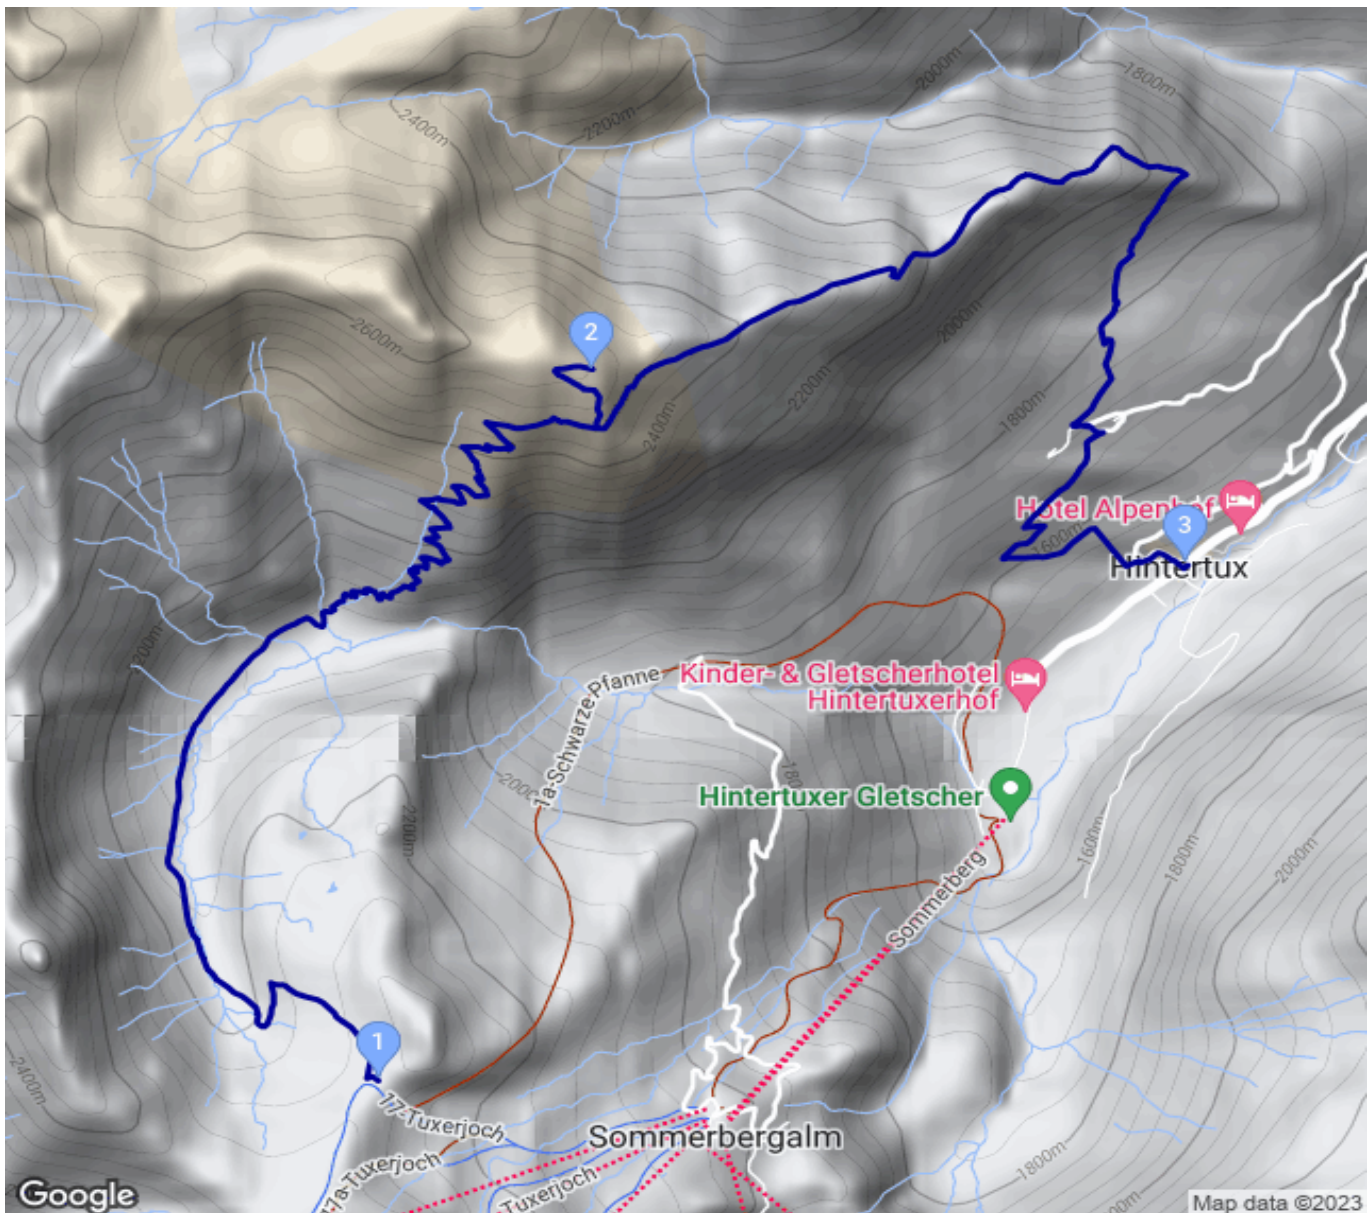 2000m
1800m
2400m
2200m
2
2600m
2000m
2200m
2400m
1800m
Hotel Alpenhof
3
1600m
Hintertux
Kinder- & Gletscherhotel
Hintertuxerhof
1a-Schwarze Pfanne
2200m
1800
2000
Hintertuxer Gletscher
2200m
1600m
1800m
2000m
Sommerberg
1
2400m
17-Tuxerjoch
Sommerbergalm
17a-Tuxerjoch
Tuxerjoch
1800m
Google
Map data ©2023